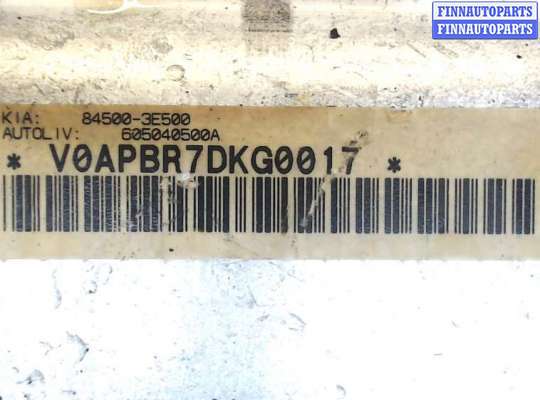 FINNAUTOPARTS
FINNAUTOPARTS
KIA: 84500-3E500
AUTOLIV: 605040500A
* V0APBR7DKG0017 *